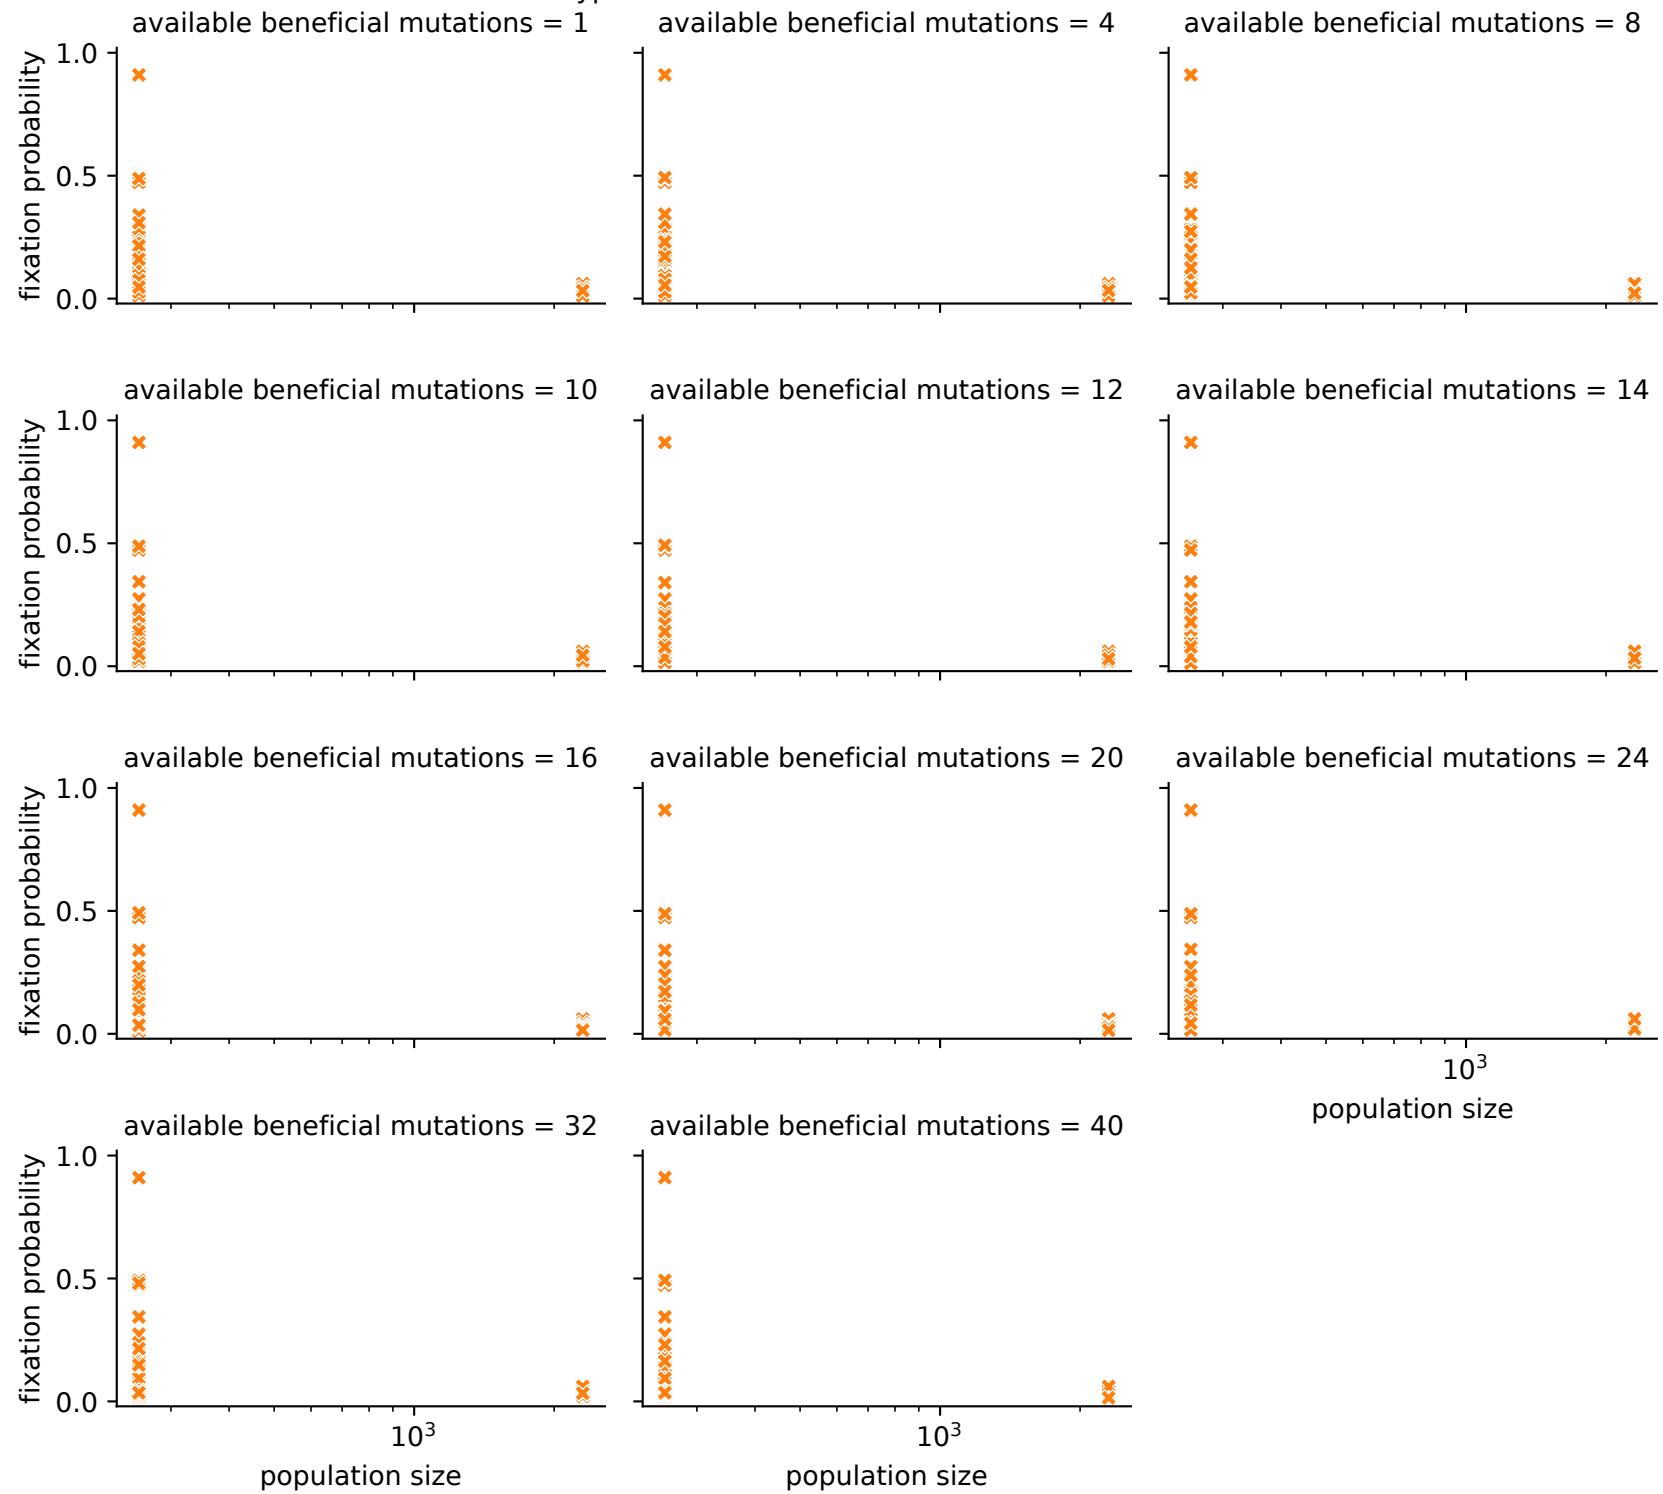 available beneficial mutations = 1
available beneficial mutations = 4
available beneficial mutations = 8
fixation probability
1.0
0.5
0.0
available beneficial mutations = 10
available beneficial mutations = 12
available beneficial mutations = 14
fixation probability
1.0
0.5
0.0
available beneficial mutations = 16
available beneficial mutations = 20
available beneficial mutations = 24
fixation probability
1.0
0.5
0.0
10³
population size
available beneficial mutations = 32
available beneficial mutations = 40
fixation probability
1.0
0.5
0.0
10³
10³
population size
population size